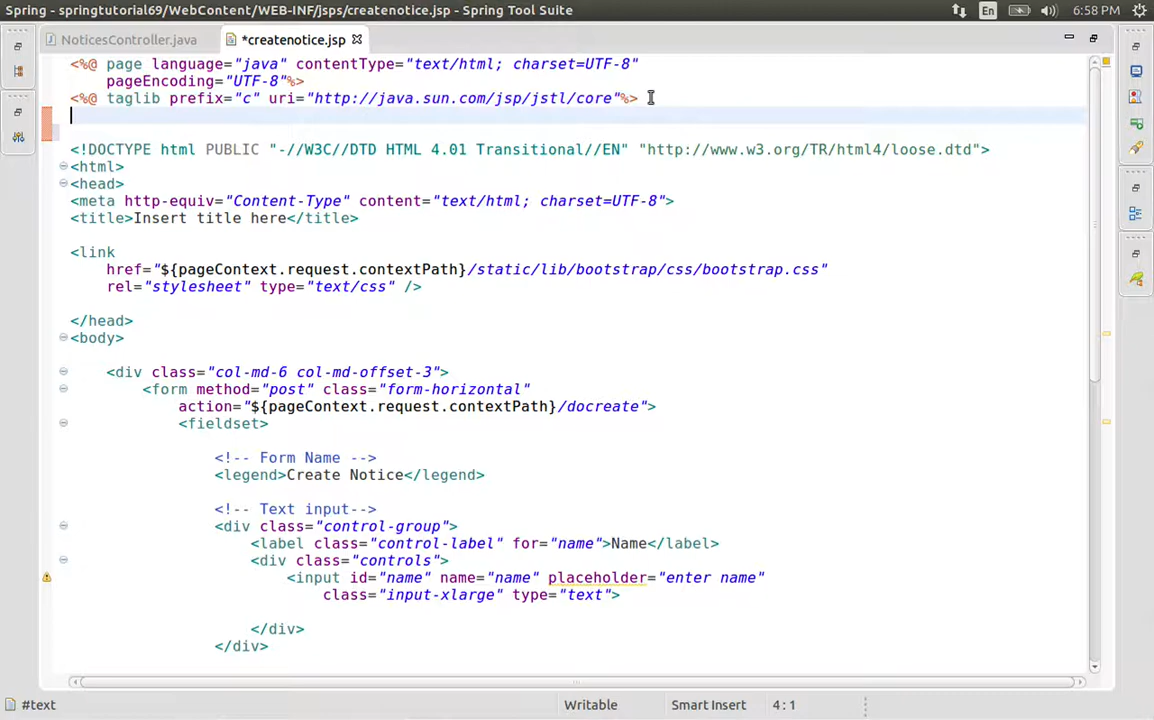 Spring - springtutorial69/WebContent/WEB-INF/jsps/createnotice.jsp - Spring Tool Suite
En
6:58 PM
NoticesController.java
*createnotice.jsp
<%@ page language="java" contentType="text/html; charset=UTF-8"
pageEncoding="UTF-8"%>
<%@ taglib prefix="c" uri="http://java.sun.com/jsp/jstl/core"%>
<!DOCTYPE html PUBLIC "-//W3C//DTD HTML 4.01 Transitional//EN" "http://www.w3.org/TR/html4/loose.dtd">
<html>
<head>
<meta http-equiv="Content-Type" content="text/html; charset=UTF-8">
<title>Insert title here</title>
<link
href="${pageContext.request.contextPath}/static/lib/bootstrap/css/bootstrap.css"
rel="stylesheet" type="text/css" />
</head>
<body>
<div class="col-md-6 col-md-offset-3">
<form method="post" class="form-horizontal"
action="${pageContext.request.contextPath}/docreate">
<fieldset>
<!-- Form Name -->
<legend>Create Notice</legend>
<!-- Text input-->
<div class="control-group">
<label class="control-label" for="name">Name</label>
<div class="controls">
<input id="name" name="name" placeholder="enter name"
class="input-xlarge" type="text">
</div>
</div>
#text
Writable
Smart Insert
4 : 1